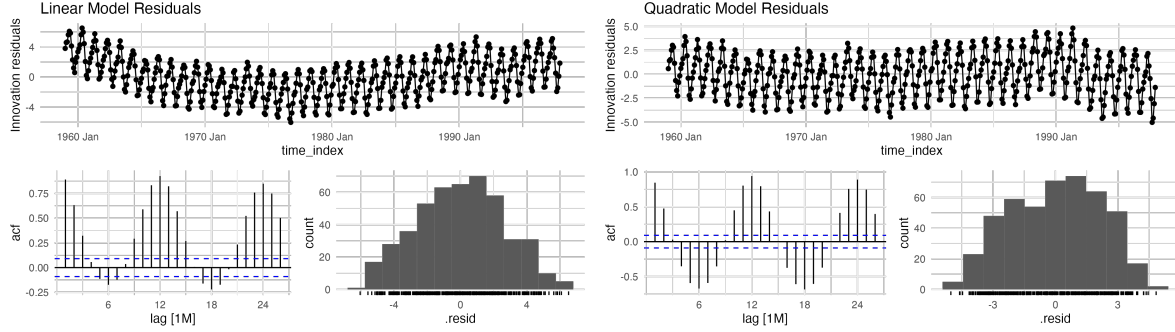 Linear Model Residuals
Innovation residuals
4
0
-4
1960 Jan 1970 Jan 1980 Jan 1990 Jan
time_index
acf
0.75
0.50
0.25
0.00
-0.25
6 12 18 24
lag [1M]
count
60
40
20
0
-4 0 4
.resid
Quadratic Model Residuals
Innovation residuals
5.0
2.5
0.0
-2.5
-5.0
1960 Jan 1970 Jan 1980 Jan 1990 Jan
time_index
acf
1.0
0.5
0.0
-0.5
6 12 18 24
lag [1M]
count
60
40
20
0
-3 0 3
.resid